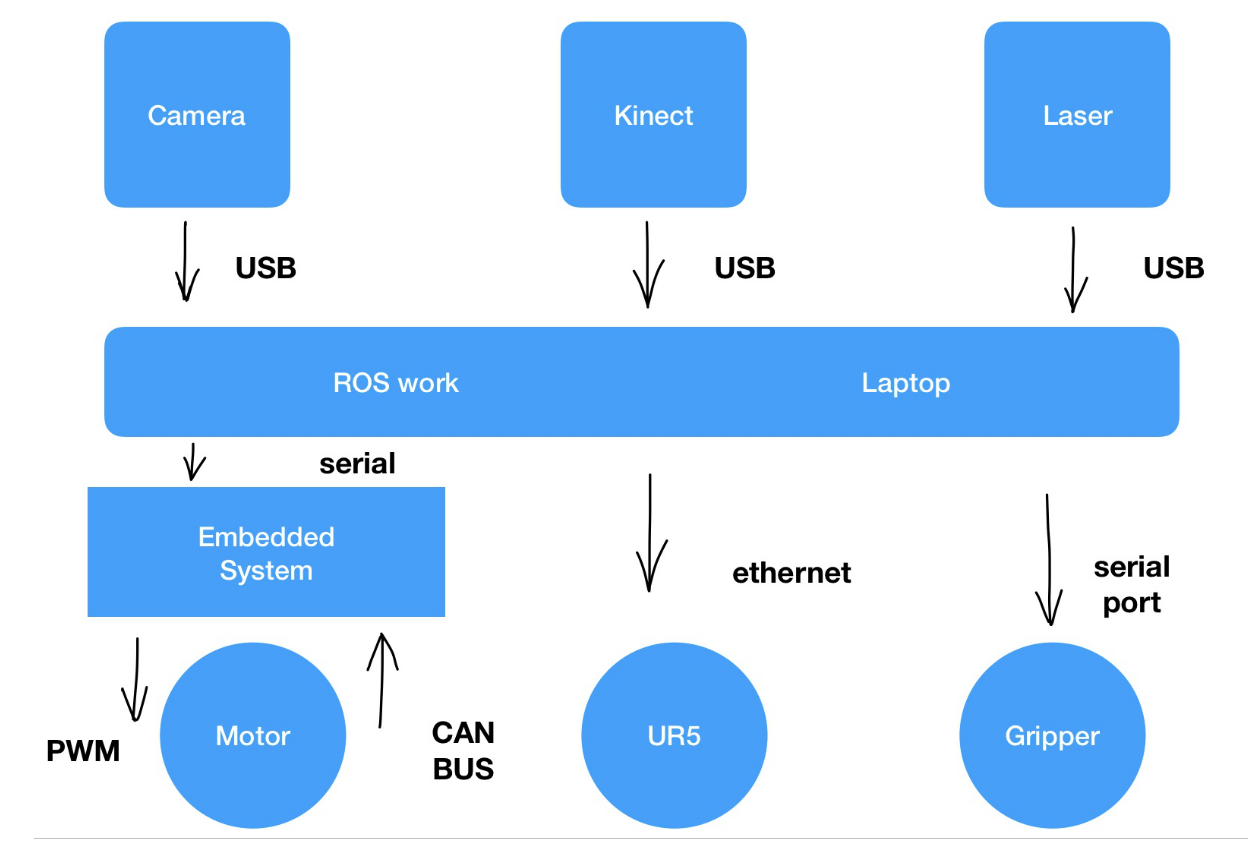 Camera
Kinect
Laser
USB
USB
USB
ROS work
Laptop
serial
Embedded
System
ethernet
serial
port
PWM
Motor
CAN
BUS
UR5
Gripper